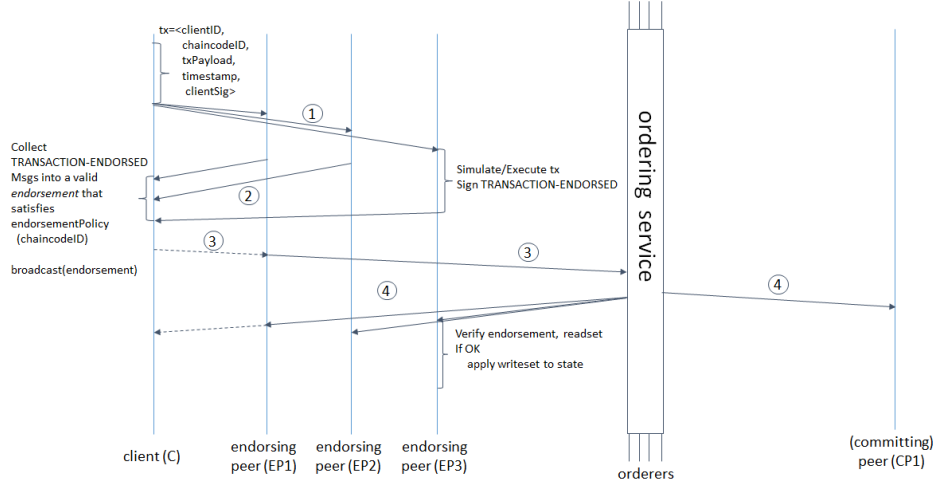 tx=<clientID,
chaincodeID,
txPayload,
timestamp,
clientSig>
1
Collect
TRANSACTION-ENDORSED
Msgs into a valid
endorsement that
satisfies
endorsementPolicy
(chaincodeID)
broadcast(endorsement)
2
Simulate/Execute tx
Sign TRANSACTION-ENDORSED
3
3
ordering service
4
4
Verify endorsement, readset
If OK
apply writeset to state
client (C)
endorsing
peer (EP1)
endorsing
peer (EP2)
endorsing
peer (EP3)
orderers
(committing)
peer (CP1)